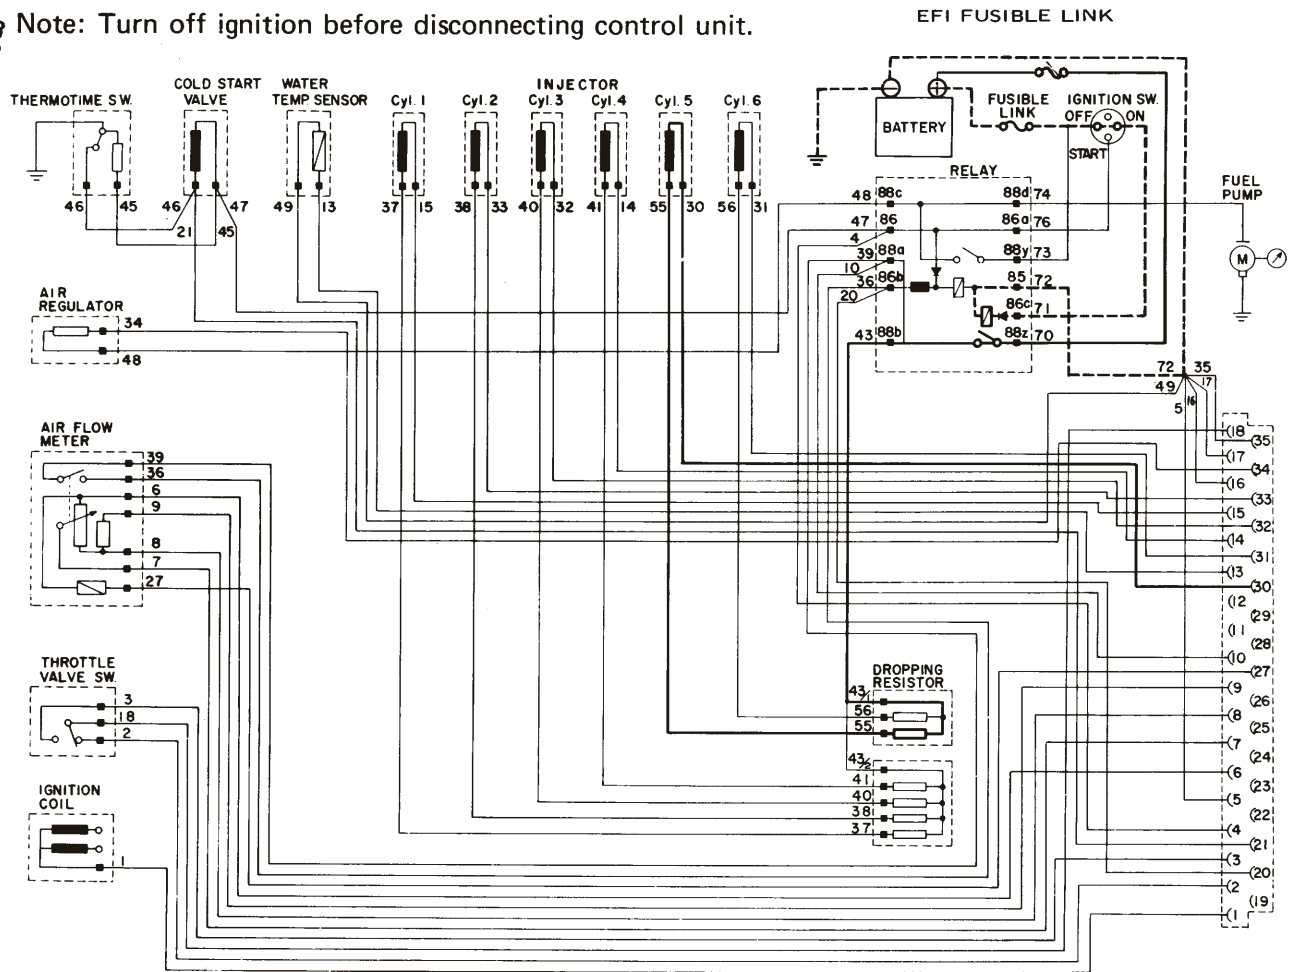 Note: Turn off ignition before disconnecting control unit.
EFI FUSIBLE LINK
THERMOTIME SW.
COLD START
VALVE
WATER
TEMP SENSOR
INJECTOR
Cyl. 1
Cyl. 2
Cyl. 3
Cyl. 4
Cyl. 5
Cyl. 6
BATTERY
FUSIBLE
LINK
IGNITION SW.
OFF
ON
START
RELAY
FUEL
PUMP
M
46 45 46 47 49 13 37 15 38 33 40 32 41 14 55 30 56 31
21 45
48 88c 88d 74
47 86 86a 76
4
39 88a 88y 73
10
36 86b 85 72
20
86c 71
43 88b 88z 70
AIR
REGULATOR
34
48
72 35
49 17
5 16
AIR FLOW
METER
39
36
6
9
8
7
27
THROTTLE
VALVE SW.
3
18
2
IGNITION
COIL
1
DROPPING
RESISTOR
43/1
56
55
43/2
41
40
38
37
(18
(35
(17
(34
(16
(33
(15
(32
(14
(31
(13
(30
(12
(29
(11
(28
(10
(27
(9
(26
(8
(25
(7
(24
(6
(23
(5
(22
(4
(21
(3
(20
(2
(19
(1